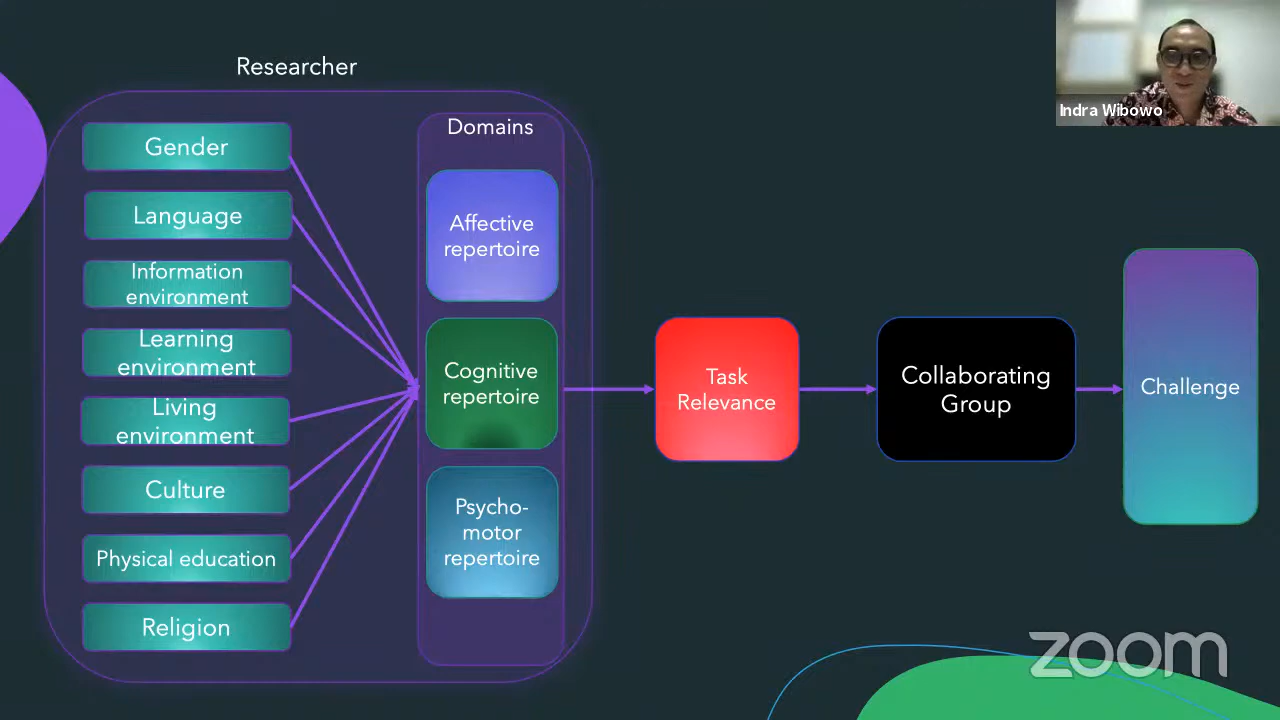 Researcher
Gender
Language
Information
environment
Learning
environment
Living
environment
Culture
Physical education
Religion
Domains
Affective
repertoire
Cognitive
repertoire
Psycho-
motor
repertoire
Task
Relevance
Collaborating
Group
Challenge
Indra Wibowo
zoom